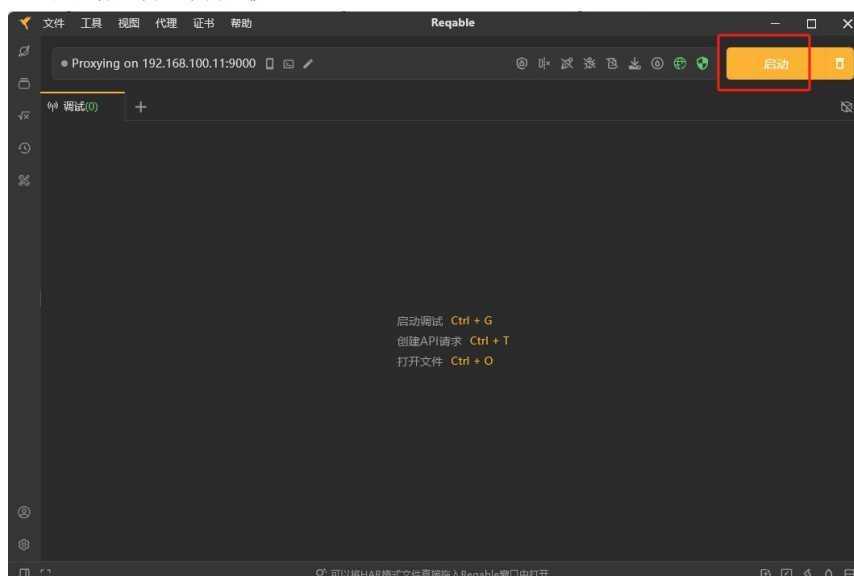 文件 工具 视图 代理 证书 帮助 Reqable
Proxying on 192.168.100.11:9000
启动
调试(0)
启动调试 Ctrl + G
创建API请求 Ctrl + T
打开文件 Ctrl + O
可以将HAR格式文件直接拖入Reqable窗口中打开